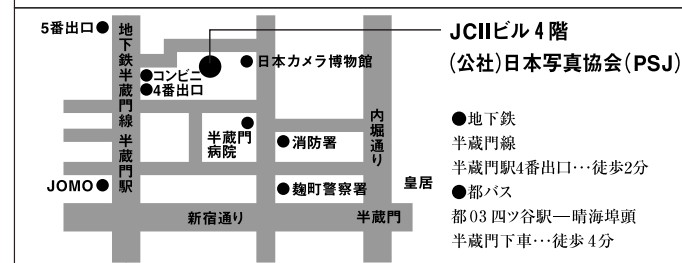 5番出口●
地下鉄半蔵門線 半蔵門駅
●コンビニ
●4番出口
●日本カメラ博物館
半蔵門
病院
●消防署
内堀通り
JOMO●
●麹町警察署
皇居
新宿通り
半蔵門
JCIIビル 4階
(公社)日本写真協会(PSJ)
●地下鉄
半蔵門線
半蔵門駅4番出口…徒歩2分
●都バス
都03 四ツ谷駅―晴海埠頭
半蔵門下車…徒歩4分